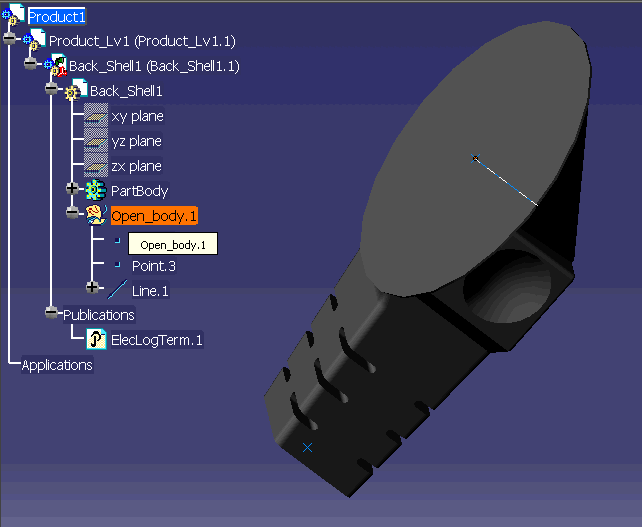 Product1
Product_Lv1 (Product_Lv1.1)
Back_Shell1 (Back_Shell1.1)
Back_Shell1
xy plane
yz plane
zx plane
PartBody
Open_body.1
Open_body.1
Point.3
Line.1
Publications
ElecLogTerm.1
Applications